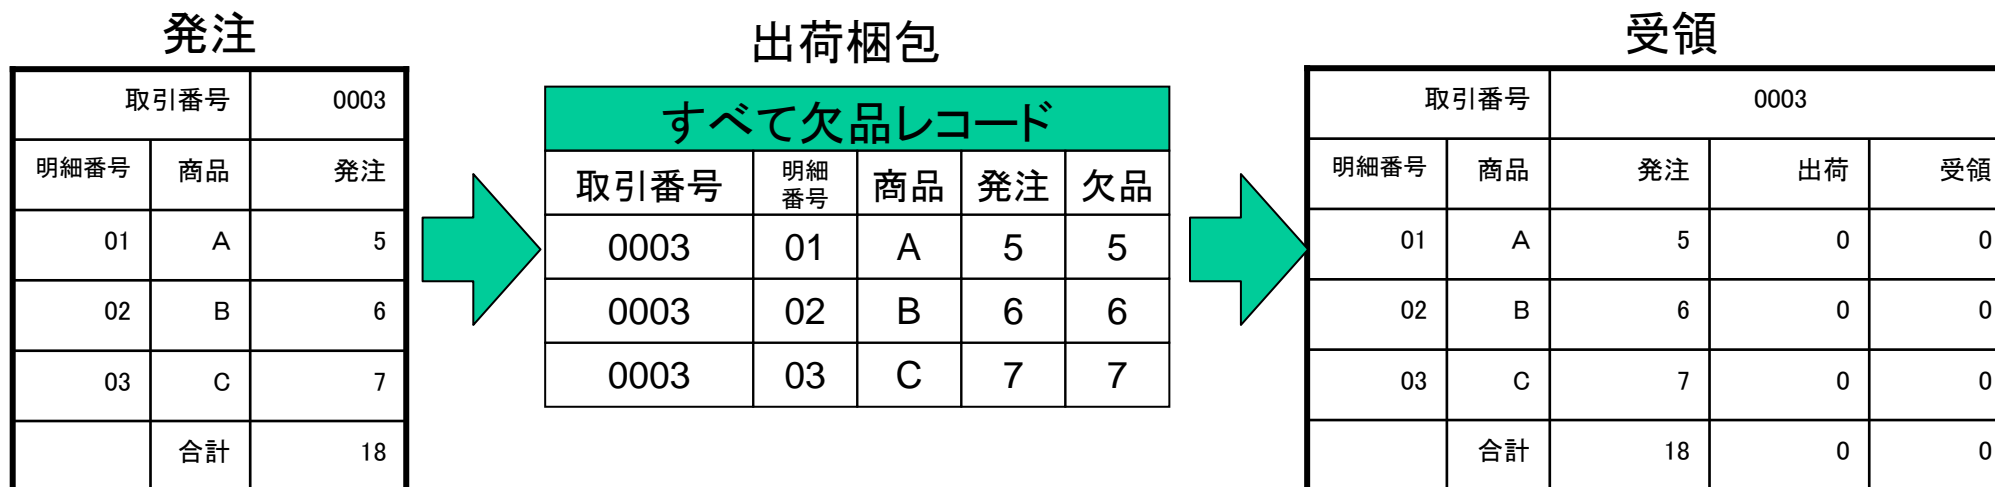 発注
取引番号 0003
明細番号 商品 発注
01 A 5
02 B 6
03 C 7
合計 18
出荷梱包
すべて欠品レコード
取引番号 明細番号 商品 発注 欠品
0003 01 A 5 5
0003 02 B 6 6
0003 03 C 7 7
受領
取引番号 0003
明細番号 商品 発注 出荷 受領
01 A 5 0 0
02 B 6 0 0
03 C 7 0 0
合計 18 0 0